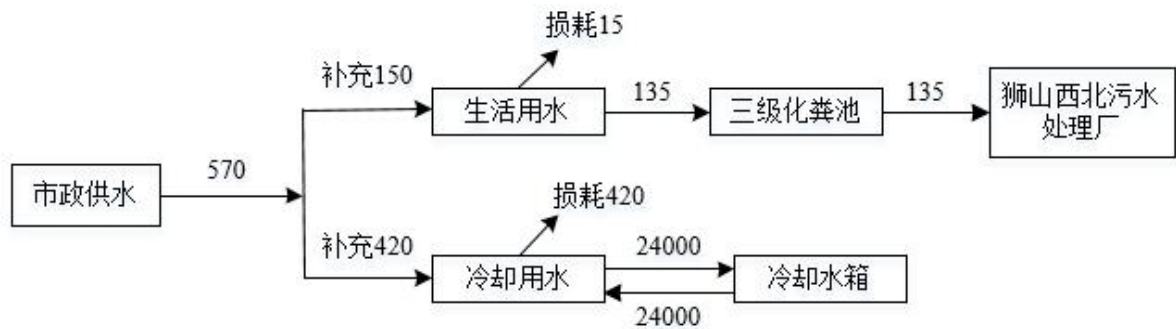 损耗15
补充150
生活用水
135
三级化粪池
135
狮山西北污水
处理厂
市政供水
570
补充420
损耗420
冷却用水
24000
24000
冷却水箱